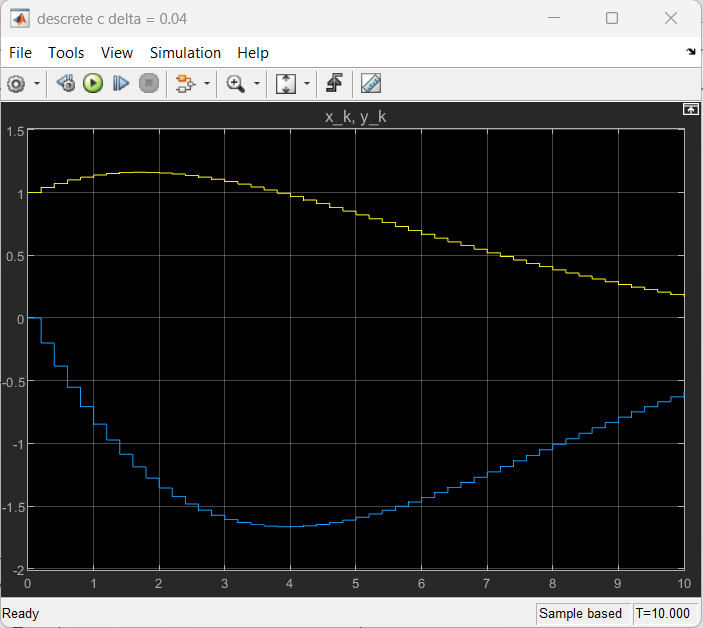 descrete c delta = 0.04
File Tools View Simulation Help
x_k, y_k
1.5
1
0.5
0
-0.5
-1
-1.5
-2
0 1 2 3 4 5 6 7 8 9 10
Ready Sample based T=10.000